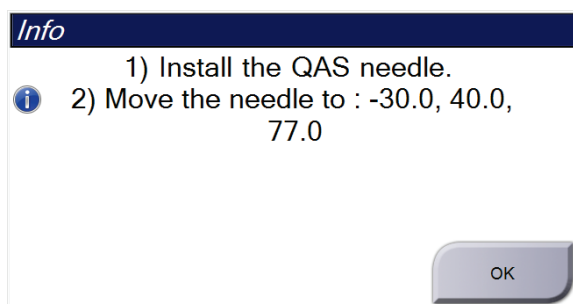 Info
1) Install the QAS needle.
2) Move the needle to : -30.0, 40.0,
77.0
OK